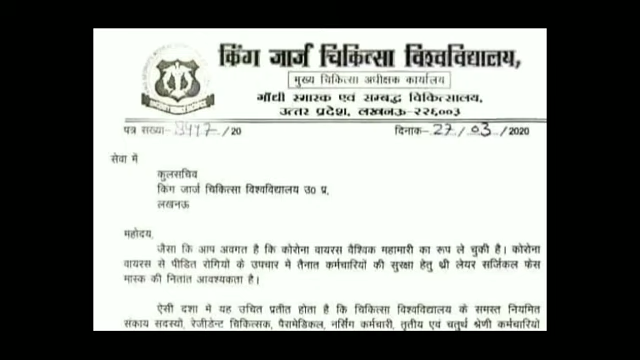 किंग जार्ज चिकित्सा विश्वविद्यालय,
मुख्य चिकित्सा अधीक्षक कार्यालय
गाँधी स्मारक एवं सम्बद्ध चिकित्सालय,
उत्तर प्रदेश, लखनऊ-२२६००३
पत्र संख्या- /20 दिनांक-27/03/2020
सेवा में
कुलसचिव
किंग जार्ज चिकित्सा विश्वविद्यालय उ0 प्र,
लखनऊ
महोदय,
जैसा कि आप अवगत है कि कोरोना वायरस वैश्विक महामारी का रूप ले चुकी है। कोरोना
वायरस से पीडित रोगियों के उपचार मे तैनात कर्मचारियों की सुरक्षा हेतु थ्री लेयर सर्जिकल फेस
मास्क की नितांत आवश्यकता है।
ऐसी दशा में यह उचित प्रतीत होता है कि चिकित्सा विश्वविद्यालय के समस्त नियमित
संकाय सदस्यों, रेजीडेन्ट चिकित्सक, पैरामेडिकल, नर्सिंग कर्मचारी, तृतीय एवं चतुर्थ श्रेणी कर्मचारियो